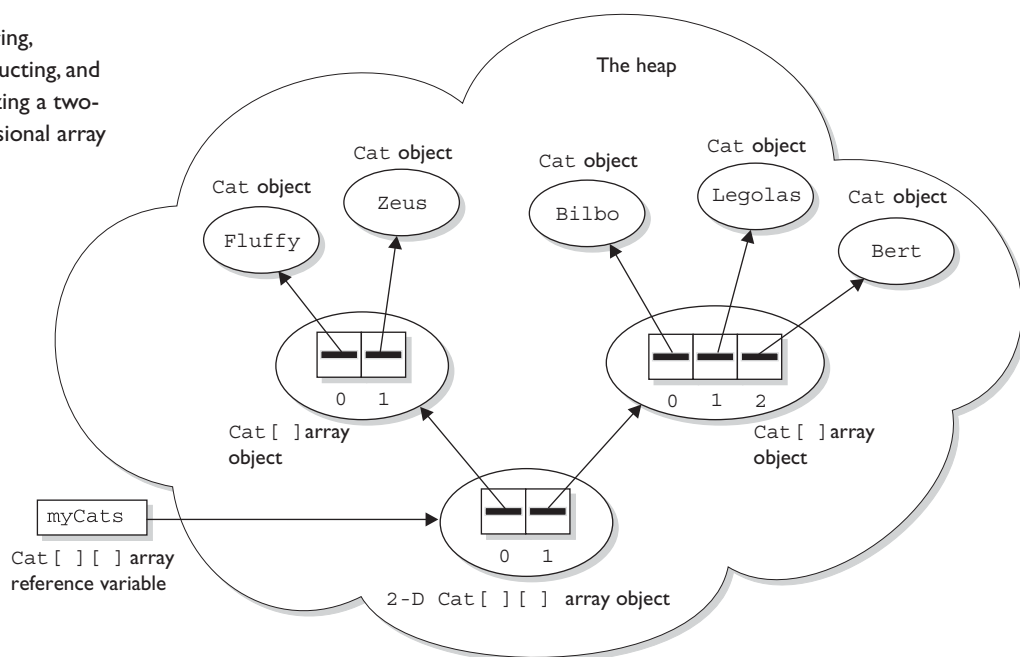 ing,
ucting, and
zing a two-
sional array
The heap
Cat object
Cat object
Cat object
Cat object
Cat object
Fluffy
Zeus
Bilbo
Legolas
Bert
0 1
0 1 2
Cat [ ] array
object
Cat [ ] array
object
myCats
0 1
Cat [ ] [ ] array
reference variable
2-D Cat [ ] [ ] array object